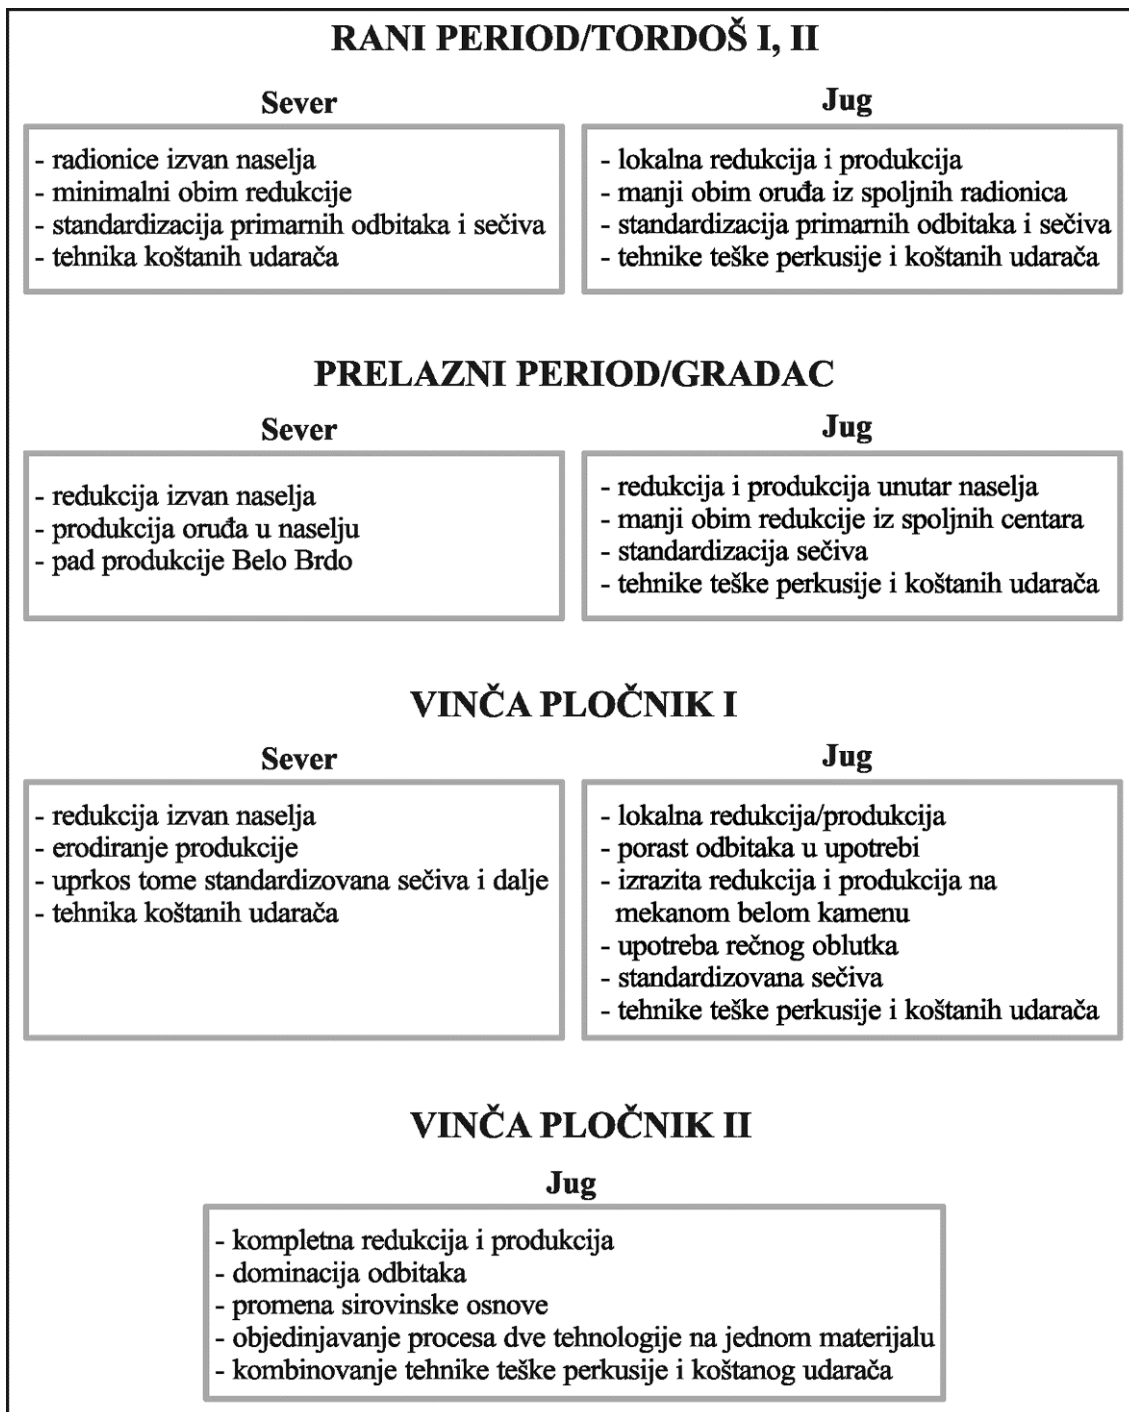 RANI PERIOD/TORDOŠ I, II
Sever
- radionice izvan naselja
- minimalni obim redukcije
- standardizacija primarnih odbitaka i sečiva
- tehnika koštanih udarača
Jug
- lokalna redukcija i produkcija
- manji obim oruđa iz spoljnih radionica
- standardizacija primarnih odbitaka i sečiva
- tehnike teške perkusije i koštanih udarača
PRELAZNI PERIOD/GRADAC
Sever
- redukcija izvan naselja
- produkcija oruđa u naselju
- pad produkcije Belo Brdo
Jug
- redukcija i produkcija unutar naselja
- manji obim redukcije iz spoljnih centara
- standardizacija sečiva
- tehnike teške perkusije i koštanih udarača
VINČA PLOČNIK I
Sever
- redukcija izvan naselja
- erodiranje produkcije
- uprkos tome standardizovana sečiva i dalje
- tehnika koštanih udarača
Jug
- lokalna redukcija/produkcija
- porast odbitaka u upotrebi
- izrazita redukcija i produkcija na
mekanom belom kamenu
- upotreba rečnog oblutka
- standardizovana sečiva
- tehnike teške perkusije i koštanih udarača
VINČA PLOČNIK II
Jug
- kompletna redukcija i produkcija
- dominacija odbitaka
- promena sirovinske osnove
- objedinjavanje procesa dve tehnologije na jednom materijalu
- kombinovanje tehnike teške perkusije i koštanog udarača